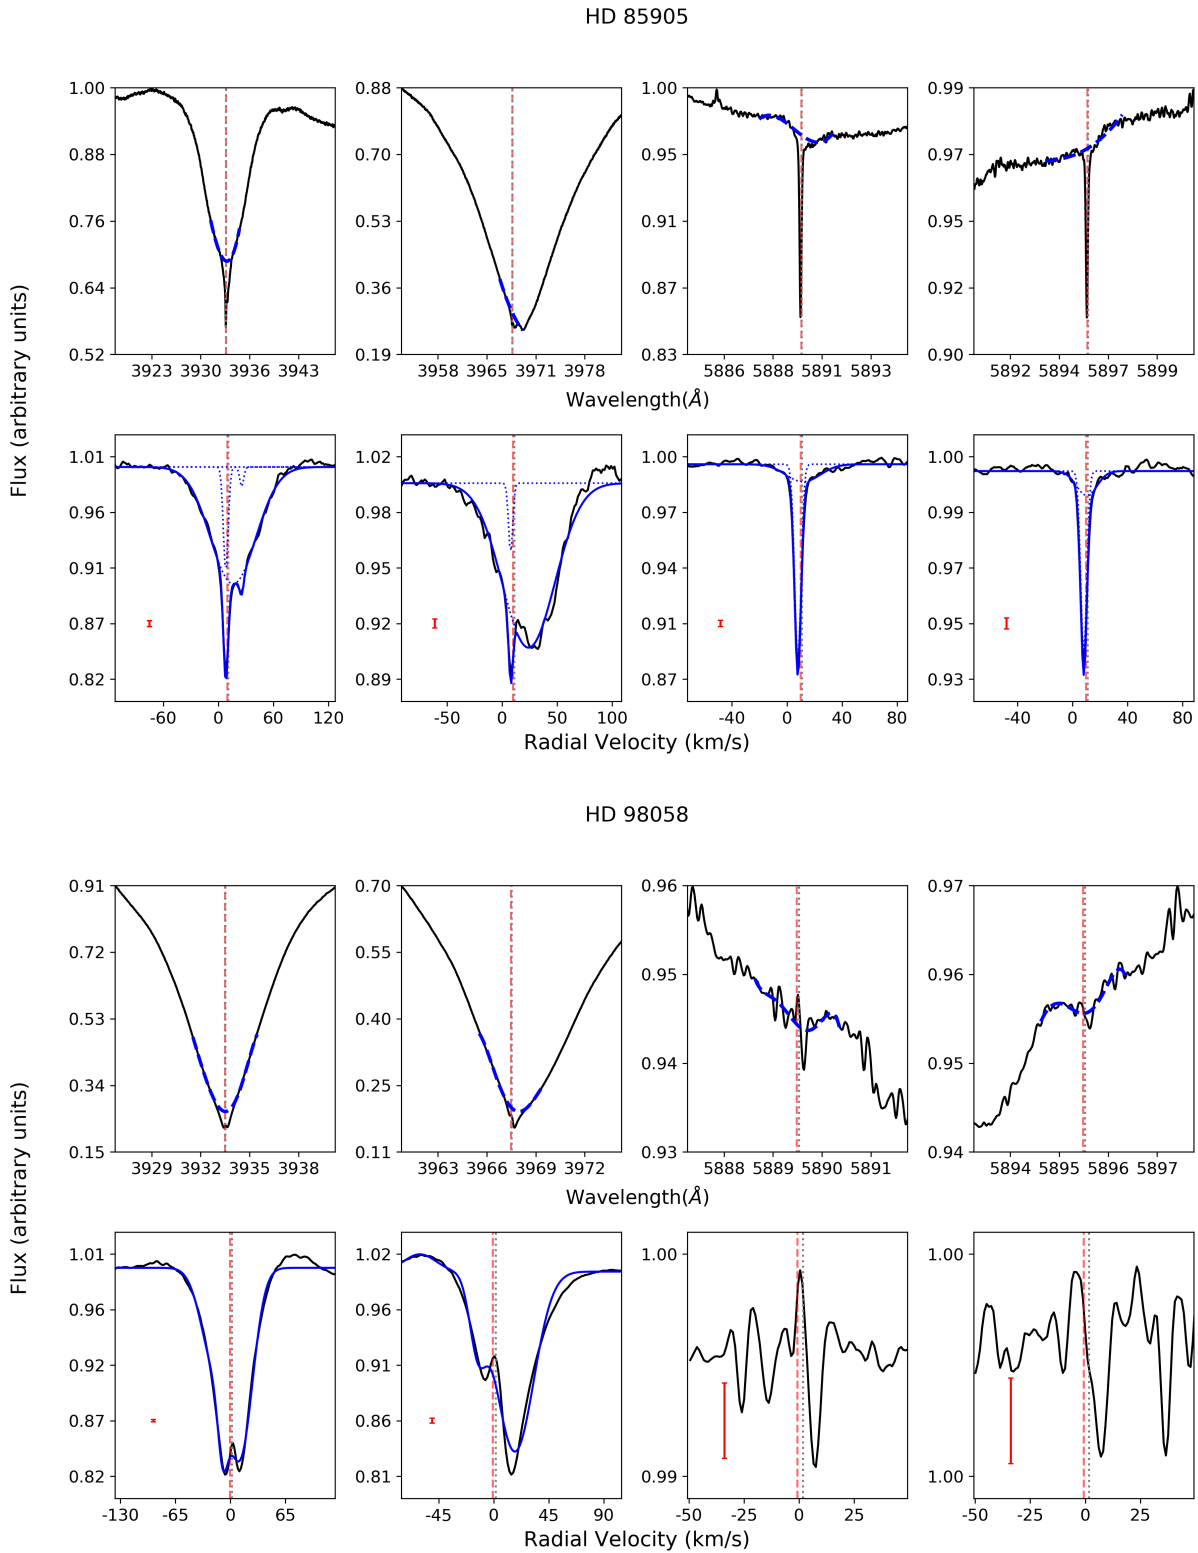 HD 85905
Flux (arbitrary units)
1.00 0.88 0.76 0.64 0.52
3923 3930 3936 3943
0.88 0.70 0.53 0.36 0.19
3958 3965 3971 3978
1.00 0.95 0.91 0.87 0.83
5886 5888 5891 5893
0.99 0.97 0.95 0.92 0.90
5892 5894 5897 5899
Wavelength(Å)
1.01 0.96 0.91 0.87 0.82
-60 0 60 120
1.02 0.98 0.95 0.92 0.89
-50 0 50 100
1.00 0.97 0.94 0.91 0.87
-40 0 40 80
1.00 0.99 0.97 0.95 0.93
-40 0 40 80
Radial Velocity (km/s)
HD 98058
Flux (arbitrary units)
0.91 0.72 0.53 0.34 0.15
3929 3932 3935 3938
0.70 0.55 0.40 0.25 0.11
3963 3966 3969 3972
0.96 0.95 0.94 0.93
5888 5889 5890 5891
0.97 0.96 0.95 0.94
5894 5895 5896 5897
Wavelength(Å)
1.01 0.96 0.92 0.87 0.82
-130 -65 0 65
1.02 0.96 0.91 0.86 0.81
-45 0 45 90
1.00 0.99
-50 -25 0 25
1.00 1.00
-50 -25 0 25
Radial Velocity (km/s)